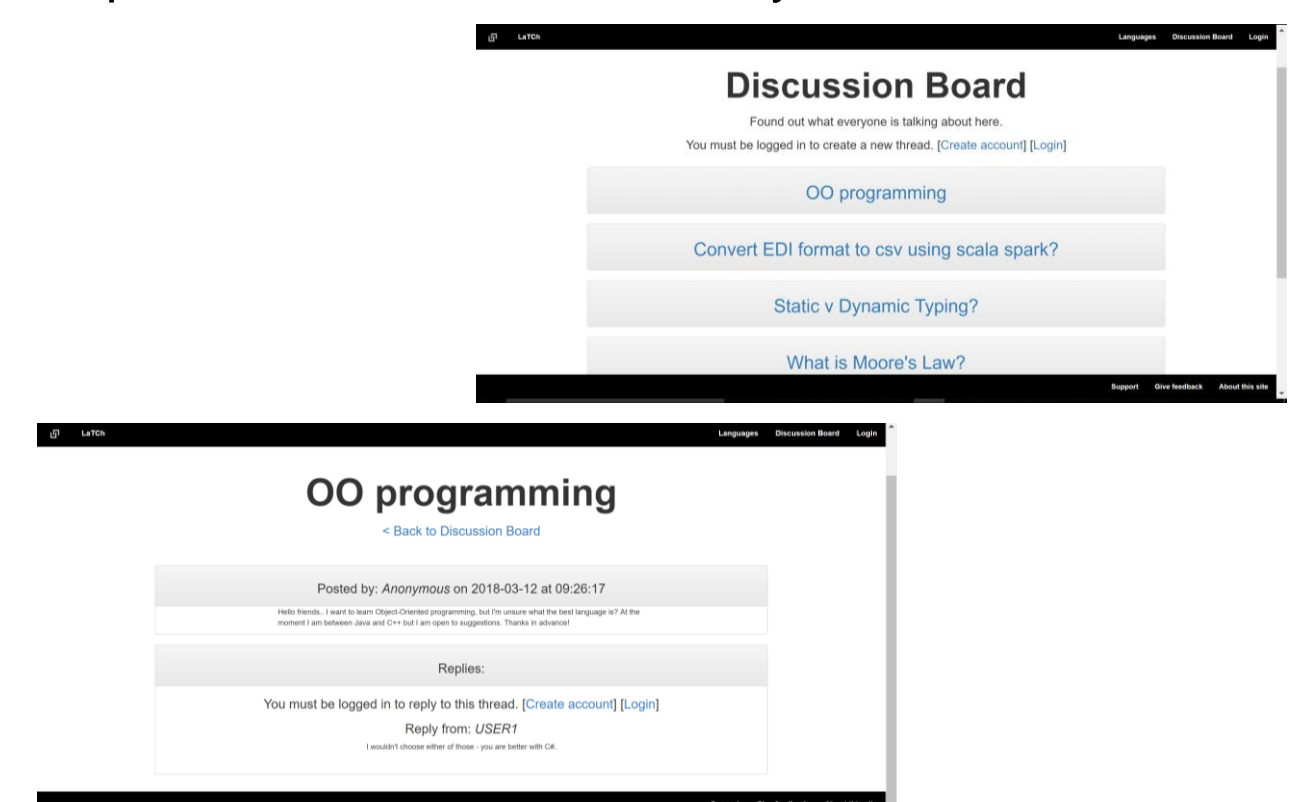 LaTCh Languages Discussion Board Login
Discussion Board
Found out what everyone is talking about here.
You must be logged in to create a new thread. [Create account] [Login]
OO programming
Convert EDI format to csv using scala spark?
Static v Dynamic Typing?
What is Moore's Law?
Support Give feedback About this site
LaTCh Languages Discussion Board Login
OO programming
< Back to Discussion Board
Posted by: Anonymous on 2018-03-12 at 09:26:17
Hello friends.. I want to learn Object-Oriented programming, but I'm unsure what the best language is? At the
moment I am between Java and C++ but I am open to suggestions. Thanks in advance!
Replies:
You must be logged in to reply to this thread. [Create account] [Login]
Reply from: USER1
I wouldn't choose either of those - you are better with C#.